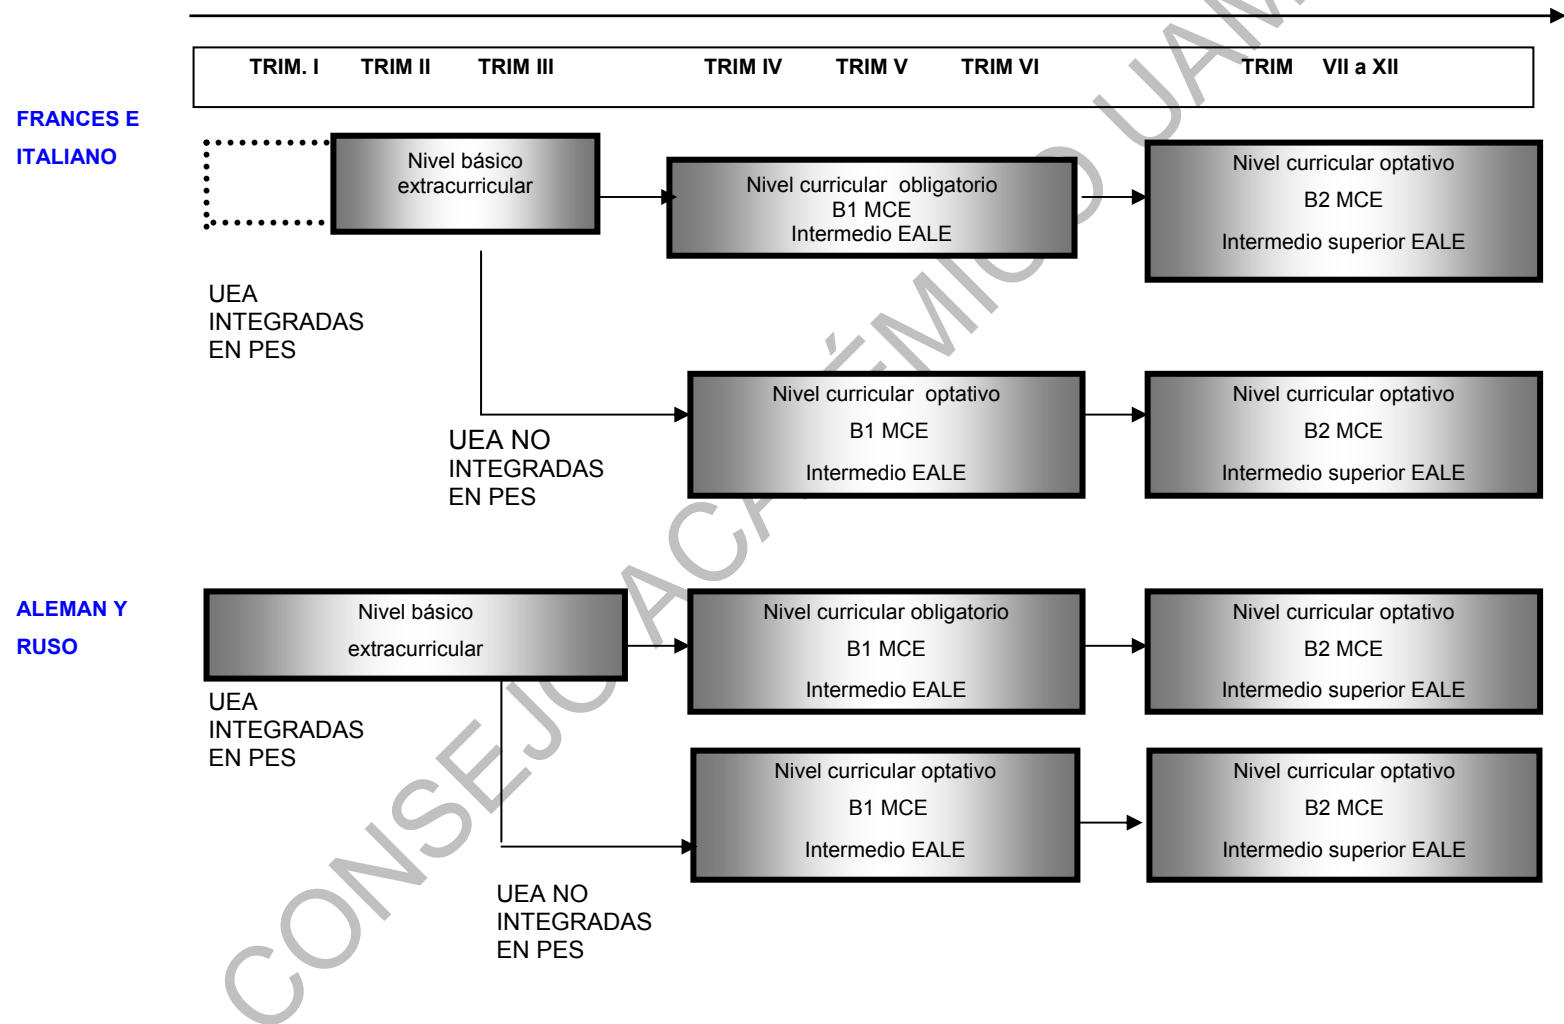 TRIM. I TRIM II TRIM III TRIM IV TRIM V TRIM VI TRIM VII a XII
FRANCES E
ITALIANO
Nivel básico
extracurricular
Nivel curricular obligatorio
B1 MCE
Intermedio EALE
Nivel curricular optativo
B2 MCE
Intermedio superior EALE
UEA
INTEGRADAS
EN PES
UEA NO
INTEGRADAS
EN PES
Nivel curricular optativo
B1 MCE
Intermedio EALE
Nivel curricular optativo
B2 MCE
Intermedio superior EALE
ALEMAN Y
RUSO
Nivel básico
extracurricular
Nivel curricular obligatorio
B1 MCE
Intermedio EALE
Nivel curricular optativo
B2 MCE
Intermedio superior EALE
UEA
INTEGRADAS
EN PES
Nivel curricular optativo
B1 MCE
Intermedio EALE
Nivel curricular optativo
B2 MCE
Intermedio superior EALE
UEA NO
INTEGRADAS
EN PES
CONSEJO ACADÉMICO UAM